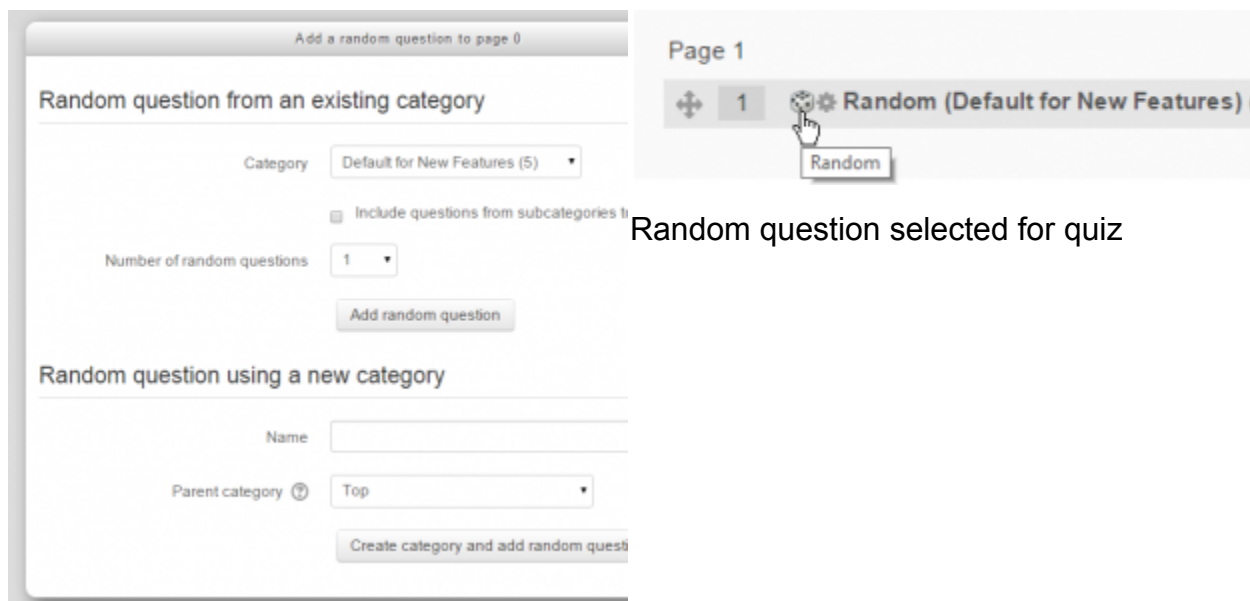 Add a random question to page 0
Random question from an existing category
Category Default for New Features (5)
Include questions from subcategories
Number of random questions 1
Add random question
Random question using a new category
Name
Parent category Top
Create category and add random
Page 1
1 Random (Default for New Features)
Random
Random question selected for quiz